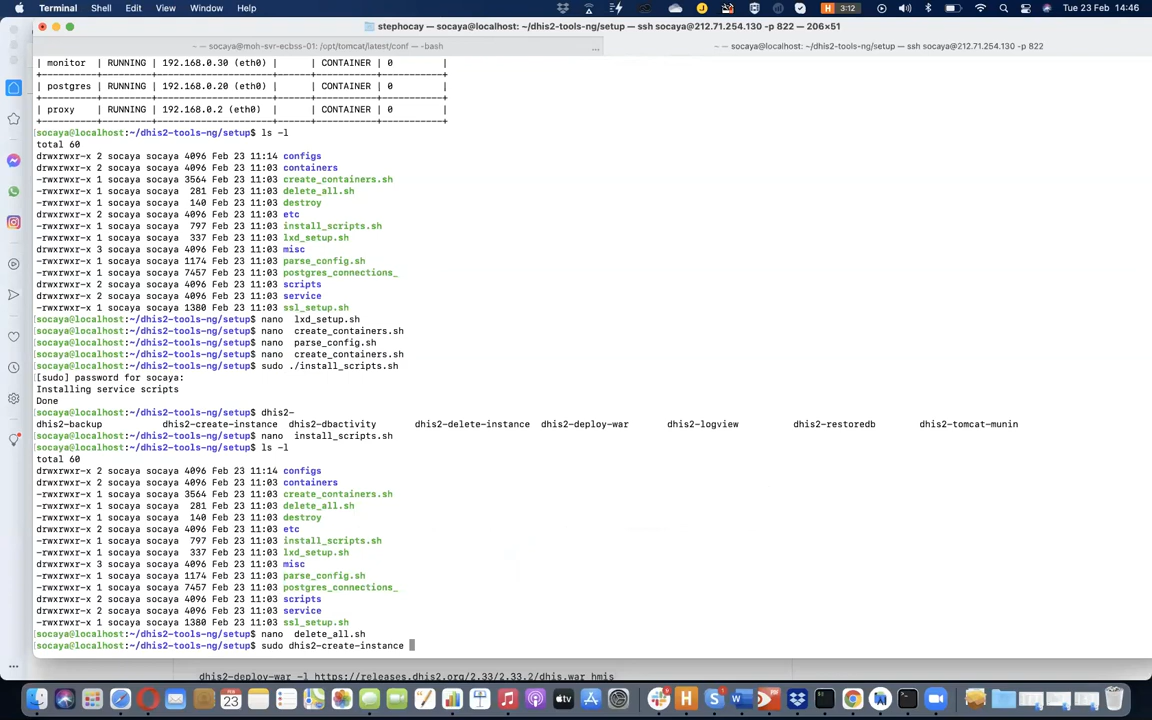 Terminal Shell Edit View Window Help 3:12 Tue 23 Feb 14:46
stephocay — socaya@localhost: ~/dhis2-tools-ng/setup — ssh socaya@212.71.254.130 -p 822 — 206×51
~ — socaya@moh-svr-ecbss-01: /opt/tomcat/latest/conf — -bash ... ~ — socaya@localhost: ~/dhis2-tools-ng/setup — ssh socaya@212.71.254.130 -p 822
| monitor | RUNNING | 192.168.0.30 (eth0) | | CONTAINER | 0 |
+----------+---------+---------------------+------+-----------+-----------+
| postgres | RUNNING | 192.168.0.20 (eth0) | | CONTAINER | 0 |
+----------+---------+---------------------+------+-----------+-----------+
| proxy | RUNNING | 192.168.0.2 (eth0) | | CONTAINER | 0 |
+----------+---------+---------------------+------+-----------+-----------+
[socaya@localhost:~/dhis2-tools-ng/setup$ ls -l
total 60
drwxrwxr-x 2 socaya socaya 4096 Feb 23 11:14 configs
drwxrwxr-x 2 socaya socaya 4096 Feb 23 11:03 containers
-rwxrwxr-x 1 socaya socaya 3564 Feb 23 11:03 create_containers.sh
-rwxrwxr-x 1 socaya socaya 281 Feb 23 11:03 delete_all.sh
-rwxrwxr-x 1 socaya socaya 140 Feb 23 11:03 destroy
drwxrwxr-x 2 socaya socaya 4096 Feb 23 11:03 etc
-rwxrwxr-x 1 socaya socaya 797 Feb 23 11:03 install_scripts.sh
-rwxrwxr-x 1 socaya socaya 337 Feb 23 11:03 lxd_setup.sh
drwxrwxr-x 3 socaya socaya 4096 Feb 23 11:03 misc
-rwxrwxr-x 1 socaya socaya 1174 Feb 23 11:03 parse_config.sh
-rwxrwxr-x 1 socaya socaya 7457 Feb 23 11:03 postgres_connections_
drwxrwxr-x 2 socaya socaya 4096 Feb 23 11:03 scripts
drwxrwxr-x 2 socaya socaya 4096 Feb 23 11:03 service
-rwxrwxr-x 1 socaya socaya 1380 Feb 23 11:03 ssl_setup.sh
[socaya@localhost:~/dhis2-tools-ng/setup$ nano lxd_setup.sh
[socaya@localhost:~/dhis2-tools-ng/setup$ nano create_containers.sh
[socaya@localhost:~/dhis2-tools-ng/setup$ nano parse_config.sh
[socaya@localhost:~/dhis2-tools-ng/setup$ nano create_containers.sh
[socaya@localhost:~/dhis2-tools-ng/setup$ sudo ./install_scripts.sh
[[sudo] password for socaya:
Installing service scripts
Done
[socaya@localhost:~/dhis2-tools-ng/setup$ dhis2-
dhis2-backup dhis2-create-instance dhis2-dbactivity dhis2-delete-instance dhis2-deploy-war dhis2-logview dhis2-restoredb dhis2-tomcat-munin
[socaya@localhost:~/dhis2-tools-ng/setup$ nano install_scripts.sh
[socaya@localhost:~/dhis2-tools-ng/setup$ ls -l
total 60
drwxrwxr-x 2 socaya socaya 4096 Feb 23 11:14 configs
drwxrwxr-x 2 socaya socaya 4096 Feb 23 11:03 containers
-rwxrwxr-x 1 socaya socaya 3564 Feb 23 11:03 create_containers.sh
-rwxrwxr-x 1 socaya socaya 281 Feb 23 11:03 delete_all.sh
-rwxrwxr-x 1 socaya socaya 140 Feb 23 11:03 destroy
drwxrwxr-x 2 socaya socaya 4096 Feb 23 11:03 etc
-rwxrwxr-x 1 socaya socaya 797 Feb 23 11:03 install_scripts.sh
-rwxrwxr-x 1 socaya socaya 337 Feb 23 11:03 lxd_setup.sh
drwxrwxr-x 3 socaya socaya 4096 Feb 23 11:03 misc
-rwxrwxr-x 1 socaya socaya 1174 Feb 23 11:03 parse_config.sh
-rwxrwxr-x 1 socaya socaya 7457 Feb 23 11:03 postgres_connections_
drwxrwxr-x 2 socaya socaya 4096 Feb 23 11:03 scripts
drwxrwxr-x 2 socaya socaya 4096 Feb 23 11:03 service
-rwxrwxr-x 1 socaya socaya 1380 Feb 23 11:03 ssl_setup.sh
[socaya@localhost:~/dhis2-tools-ng/setup$ nano delete_all.sh
socaya@localhost:~/dhis2-tools-ng/setup$ sudo dhis2-create-instance
dhis2-deploy-war -l https://releases.dhis2.org/2.33/2.33.2/dhis.war hmis